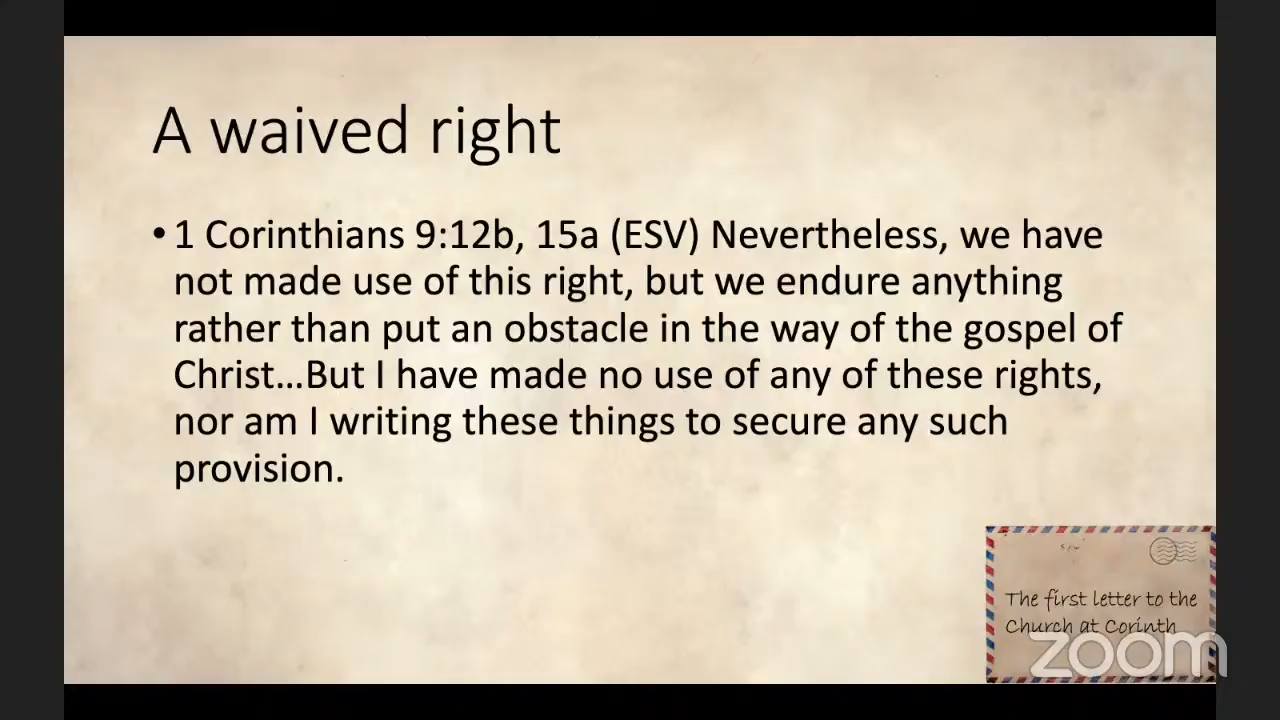 A waived right
• 1 Corinthians 9:12b, 15a (ESV) Nevertheless, we have
not made use of this right, but we endure anything
rather than put an obstacle in the way of the gospel of
Christ…But I have made no use of any of these rights,
nor am I writing these things to secure any such
provision.
The first letter to the
Church at Corinth
zoom